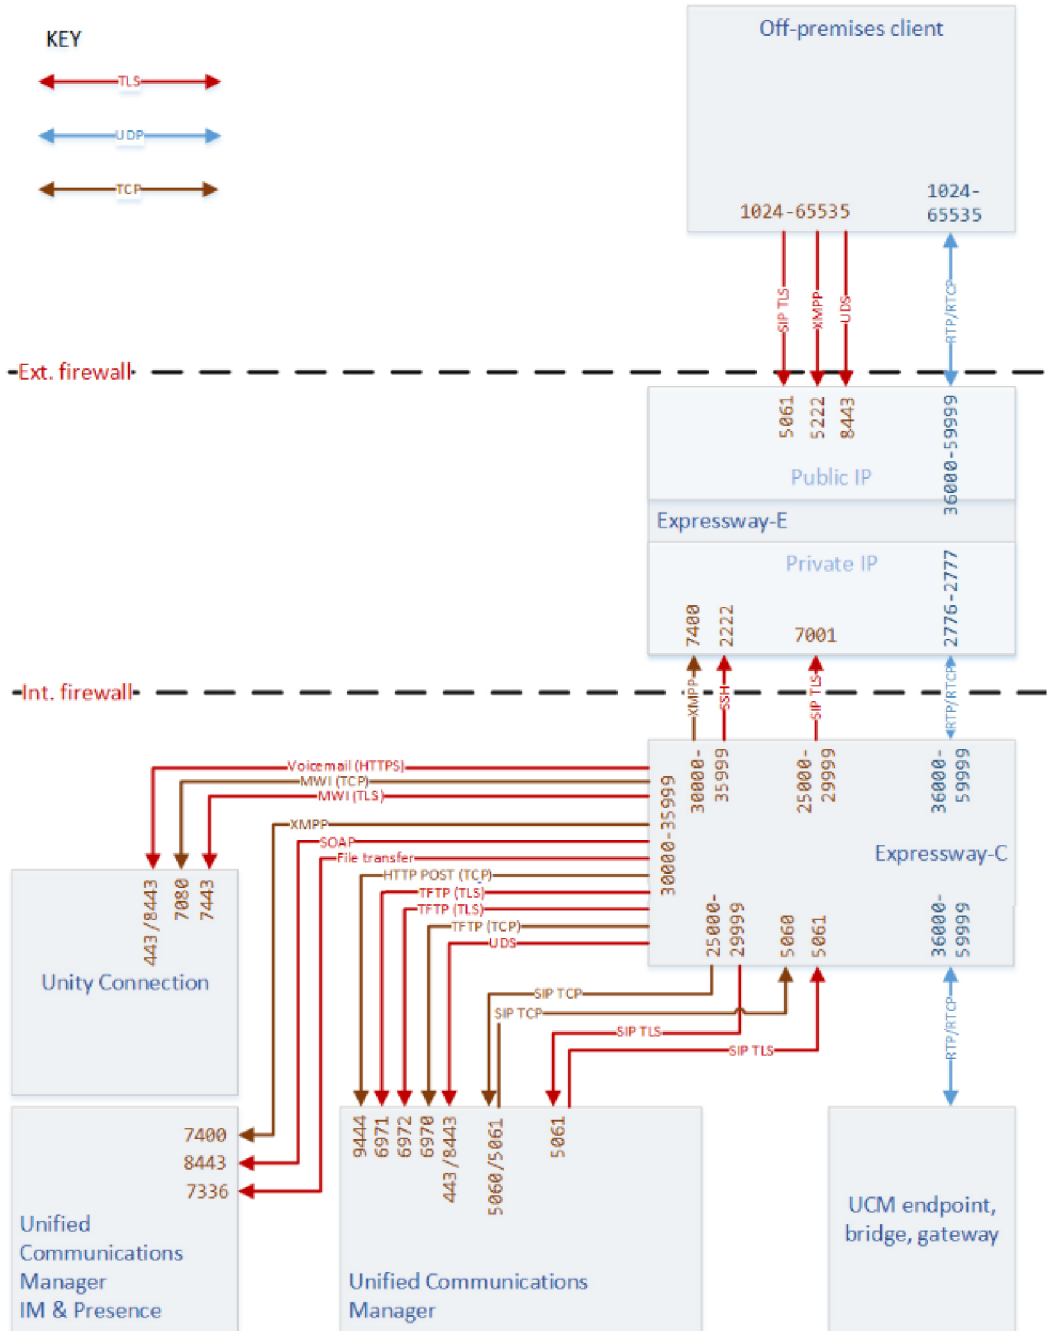 KEY
TLS
UDP
TCP
Off-premises client
1024-65535
1024-
65535
SIP TLS
XMPP
UDS
RTP/RTCP
Ext. firewall
5061
5222
8443
36000-59999
Public IP
Expressway-E
Private IP
7400
2222
7001
2776-2777
Int. firewall
XMPP
SSH
SIP TLS
RTP/RTCP
30000-
35999
25000-
29999
36000-
59999
30000-35999
Expressway-C
Voicemail (HTTPS)
MWI (TCP)
MWI (TLS)
XMPP
SOAP
File transfer
HTTP POST (TCP)
TFTP (TLS)
TFTP (TLS)
TFTP (TCP)
UDS
25000-
29999
5060
5061
36000-
59999
443/8443
7080
7443
Unity Connection
SIP TCP
SIP TCP
SIP TLS
SIP TLS
RTP/RTCP
7400
8443
7336
Unified
Communications
Manager
IM & Presence
9444
6971
6972
6970
443/8443
5060/5061
5061
Unified Communications
Manager
UCM endpoint,
bridge, gateway